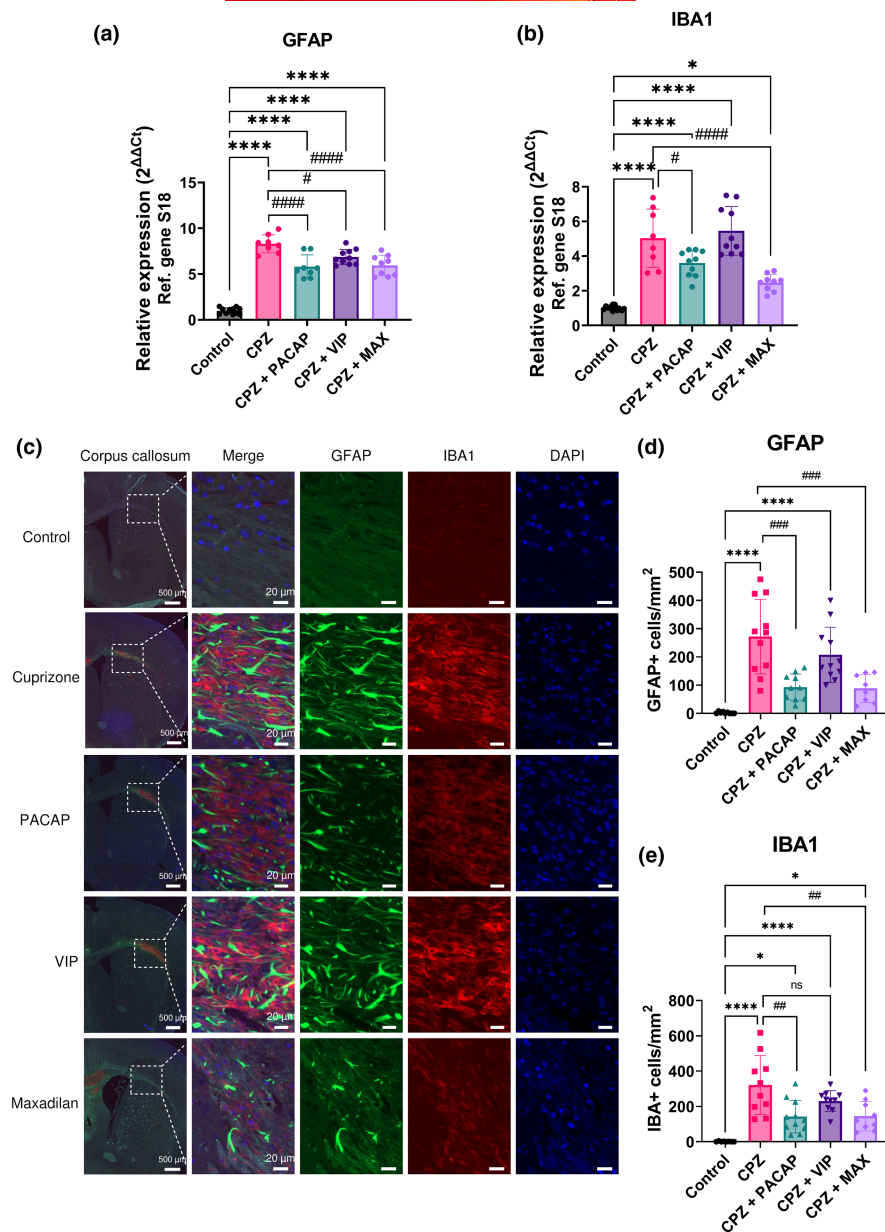 (a)
GFAP
****
****
****
####
****
#
####
Relative expression (2^ΔΔCt)
Ref. gene S18
15
10
5
0
Control
CPZ
CPZ + PACAP
CPZ + VIP
CPZ + MAX
(b)
IBA1
*
****
****
####
****
#
Relative expression (2^ΔΔCt)
Ref. gene S18
8
6
4
2
0
Control
CPZ
CPZ + PACAP
CPZ + VIP
CPZ + MAX
(c)
Corpus callosum Merge GFAP IBA1 DAPI
Control
500 µm
20 µm
Cuprizone
500 µm
20 µm
PACAP
500 µm
20 µm
VIP
500 µm
20 µm
Maxadilan
500 µm
20 µm
(d)
GFAP
###
****
###
****
GFAP+ cells/mm²
500
400
300
200
100
0
Control
CPZ
CPZ + PACAP
CPZ + VIP
CPZ + MAX
(e)
IBA1
*
##
****
*
ns
****
##
IBA+ cells/mm²
800
600
400
200
0
Control
CPZ
CPZ + PACAP
CPZ + VIP
CPZ + MAX